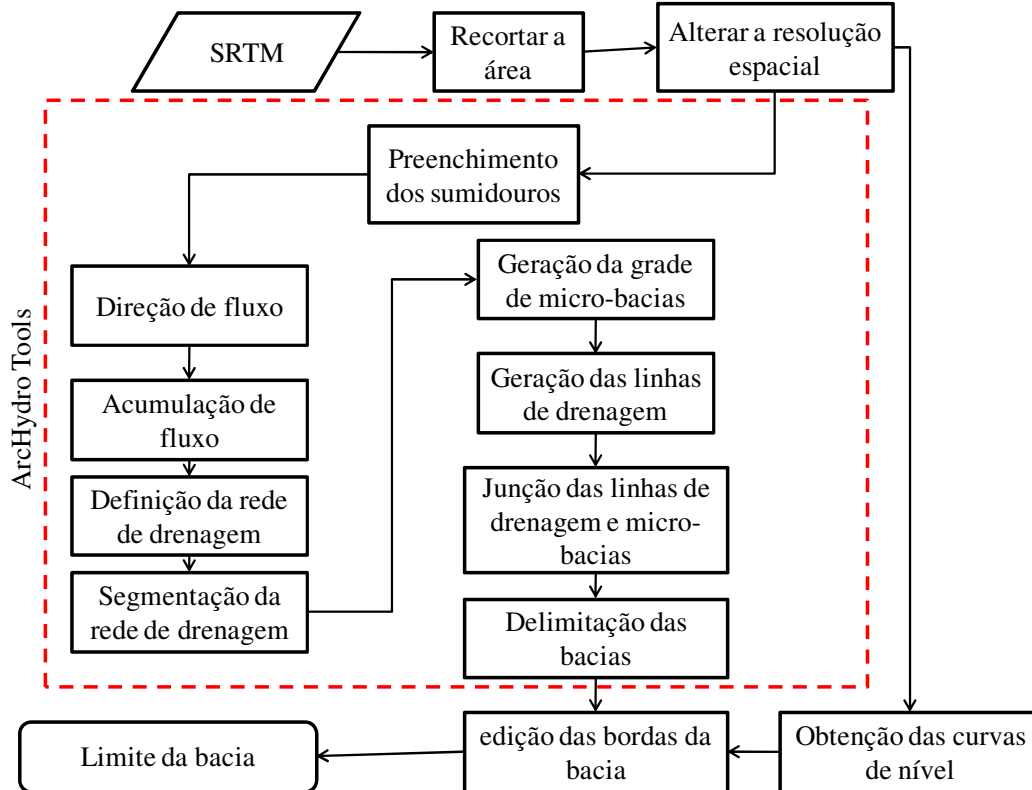 SRTM
Recortar a
área
Alterar a resolução
espacial
ArcHydro Tools
Preenchimento
dos sumidouros
Direção de fluxo
Acumulação de
fluxo
Definição da rede
de drenagem
Segmentação da
rede de drenagem
Geração da grade
de micro-bacias
Geração das linhas
de drenagem
Junção das linhas de
drenagem e micro-
bacias
Delimitação das
bacias
Obtenção das curvas
de nível
edição das bordas da
bacia
Limite da bacia